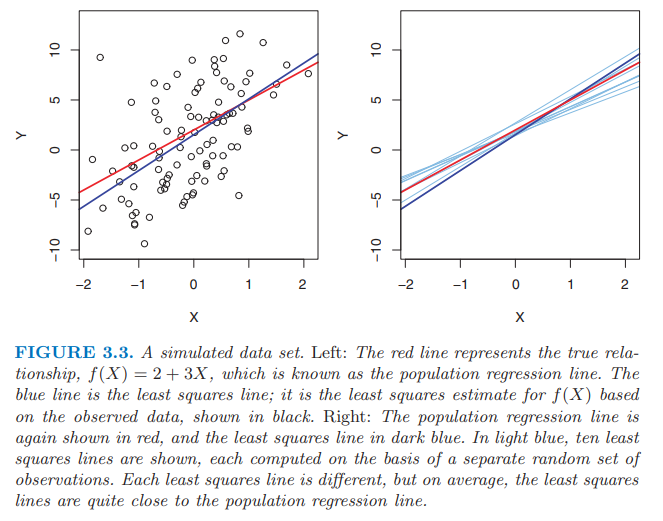 10
5
0
−5
−10
Y
−2
−1
0
1
2
X
10
5
0
−5
−10
Y
−2
−1
0
1
2
X
FIGURE 3.3. A simulated data set. Left: The red line represents the true rela-
tionship, f(X) = 2 + 3X, which is known as the population regression line. The
blue line is the least squares line; it is the least squares estimate for f(X) based
on the observed data, shown in black. Right: The population regression line is
again shown in red, and the least squares line in dark blue. In light blue, ten least
squares lines are shown, each computed on the basis of a separate random set of
observations. Each least squares line is different, but on average, the least squares
lines are quite close to the population regression line.